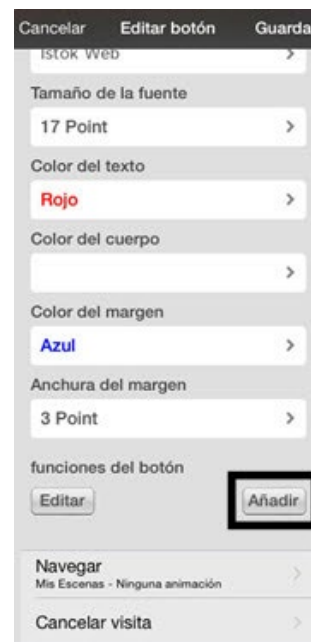 Cancelar Editar botón Guarda
Istok Web
Tamaño de la fuente
17 Point
Color del texto
Rojo
Color del cuerpo
Color del margen
Azul
Anchura del margen
3 Point
funciones del botón
Editar Añadir
Navegar
Mis Escenas - Ninguna animación
Cancelar visita